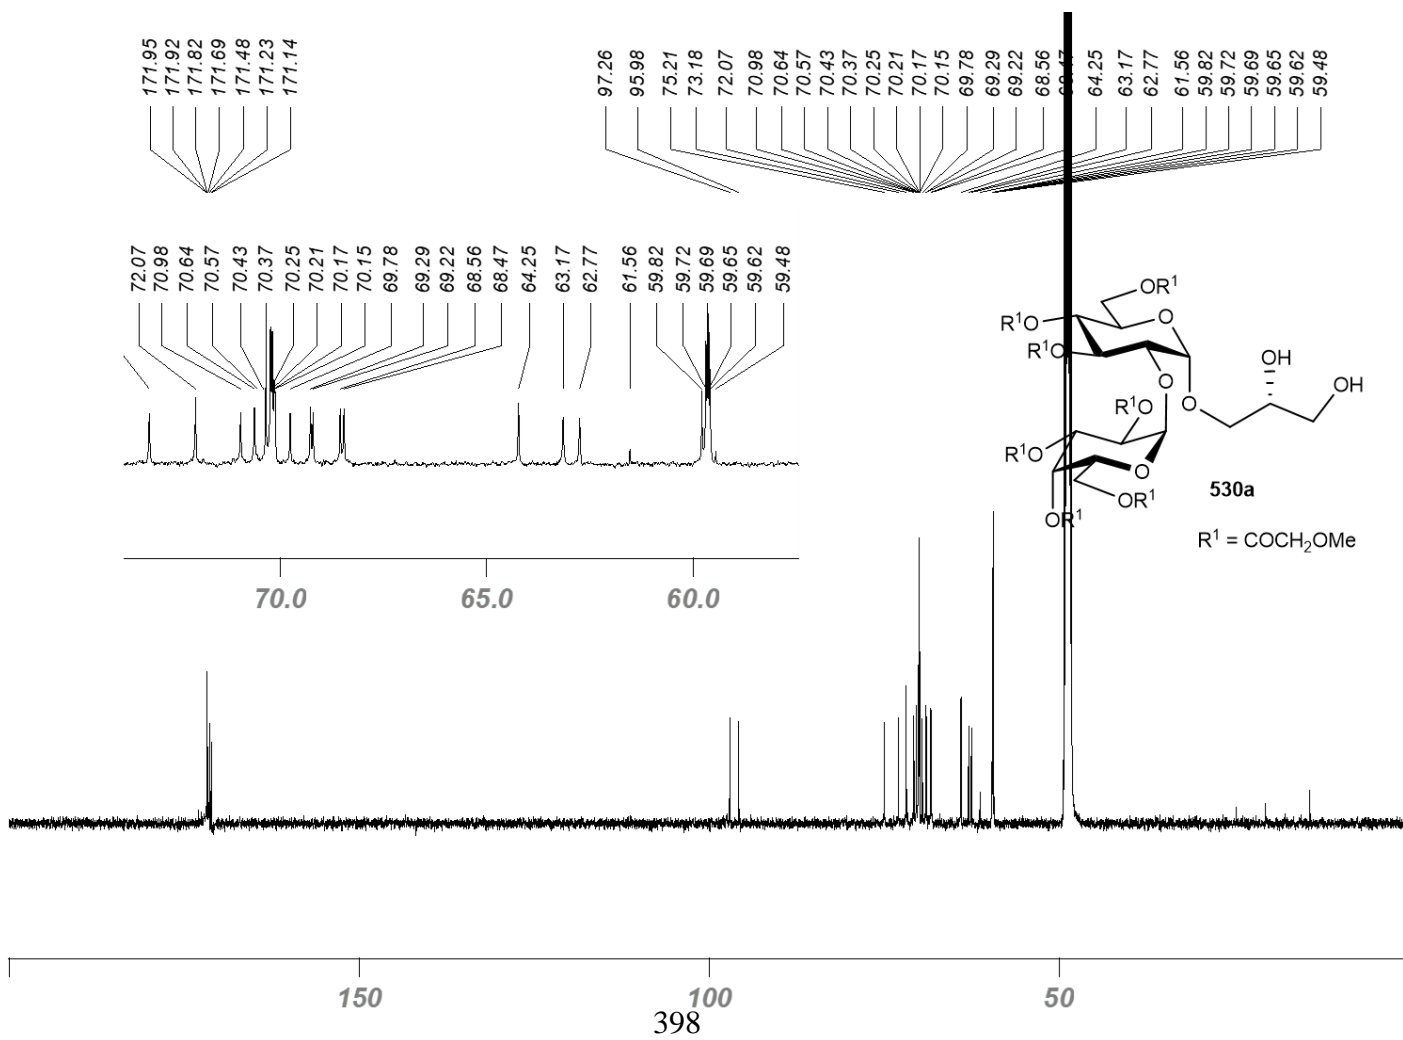 171.95 171.92 171.82 171.69 171.48 171.23 171.14
97.26 95.98 75.21 73.18 72.07 70.98 70.64 70.57 70.43 70.37 70.25 70.21 70.17 70.15 69.78 69.29 69.22 68.56 64.25 63.17 62.77 61.56 59.82 59.72 59.69 59.65 59.62 59.48
72.07 70.98 70.64 70.57 70.43 70.37 70.25 70.21 70.17 70.15 69.78 69.29 69.22 68.56 68.47 64.25 63.17 62.77 61.56 59.82 59.72 59.69 59.65 59.62 59.48
OR¹
R¹O
O
R¹O
OH
OH
O
R¹O
O
R¹O
O
OR¹
OR¹
530a
R¹ = COCH₂OMe
70.0 65.0 60.0
150 100 50
398